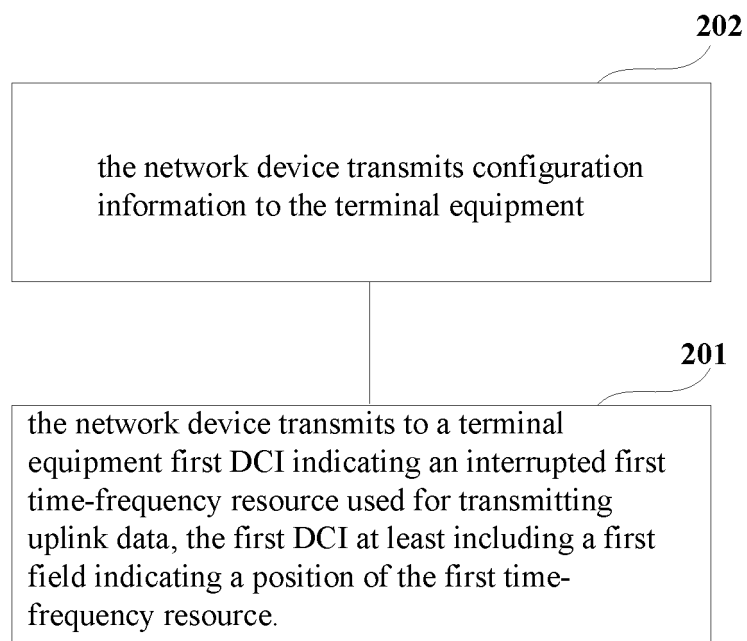 202
the network device transmits configuration
information to the terminal equipment
201
the network device transmits to a terminal
equipment first DCI indicating an interrupted first
time-frequency resource used for transmitting
uplink data, the first DCI at least including a first
field indicating a position of the first time-
frequency resource.